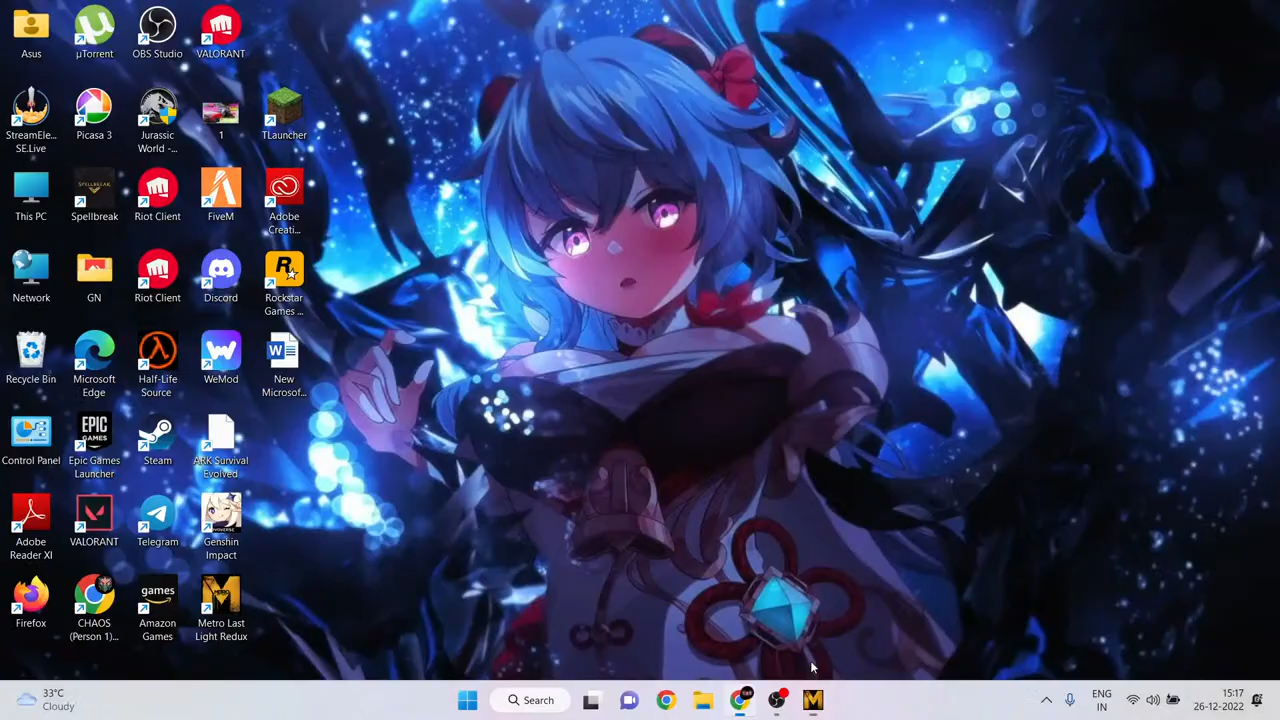 Asus
µTorrent
OBS Studio
VALORANT
StreamEle...
SE.Live
Picasa 3
Jurassic
World -...
1
TLauncher
This PC
SPELLBREAK
Spellbreak
Riot Client
FiveM
Adobe
Creati...
Network
GN
Riot Client
Discord
Rockstar
Games ...
Recycle Bin
Microsoft
Edge
Half-Life
Source
WeMod
New
Microsof...
Control Panel
EPIC
GAMES
Epic Games
Launcher
Steam
ARK Survival
Evolved
Adobe
Reader XI
VALORANT
Telegram
Genshin
Impact
Firefox
CHAOS
(Person 1)...
games
Amazon
Games
Metro Last
Light Redux
33°C
Cloudy
Search
ENG
IN
15:17
26-12-2022